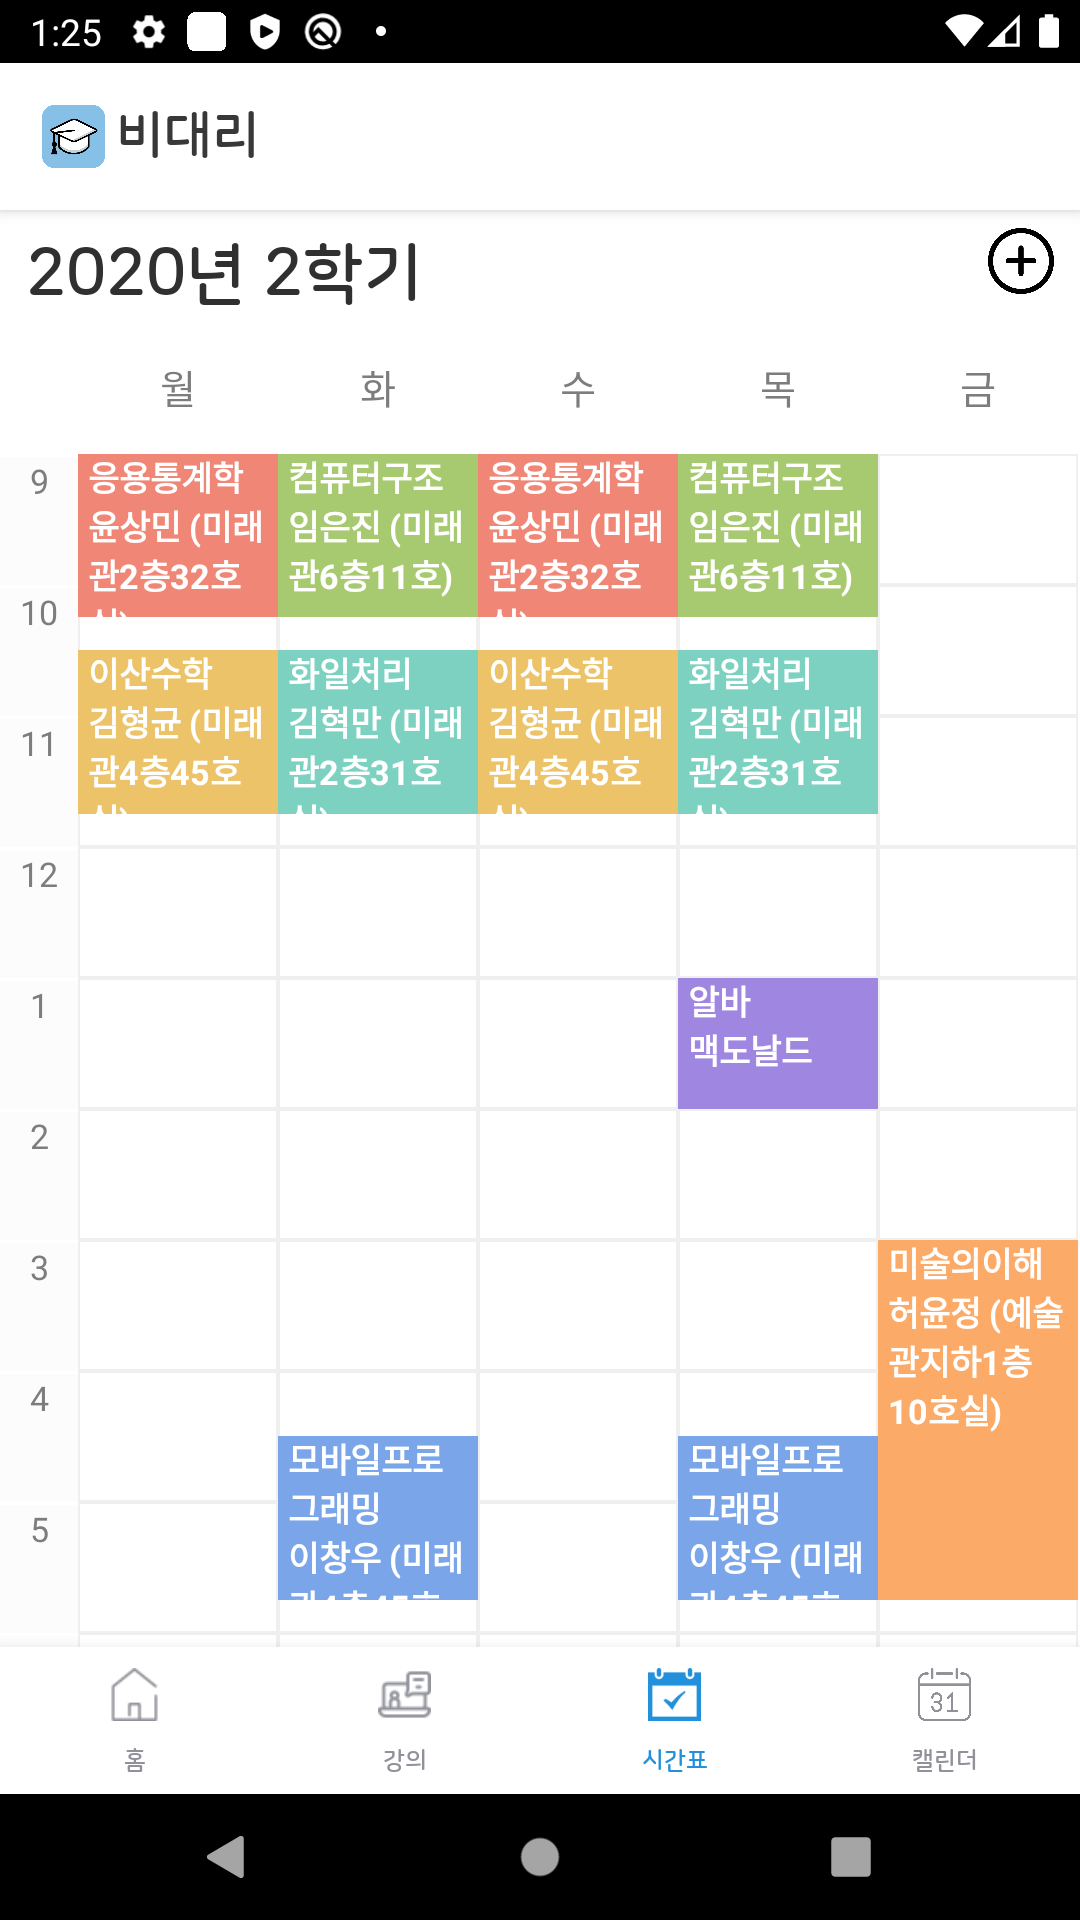 1:25
비대리
2020년 2학기
월 화 수 목 금
9
응용통계학
윤상민 (미래
관2층32호
컴퓨터구조
임은진 (미래
관6층11호)
응용통계학
윤상민 (미래
관2층32호
컴퓨터구조
임은진 (미래
관6층11호)
10
이산수학
김형균 (미래
관4층45호
화일처리
김혁만 (미래
관2층31호
이산수학
김형균 (미래
관4층45호
화일처리
김혁만 (미래
관2층31호
11
12
1
알바
맥도날드
2
3
미술의이해
허윤정 (예술
관지하1층
10호실)
4
모바일프로
그래밍
이창우 (미래
모바일프로
그래밍
이창우 (미래
5
31
홈 강의 시간표 캘린더